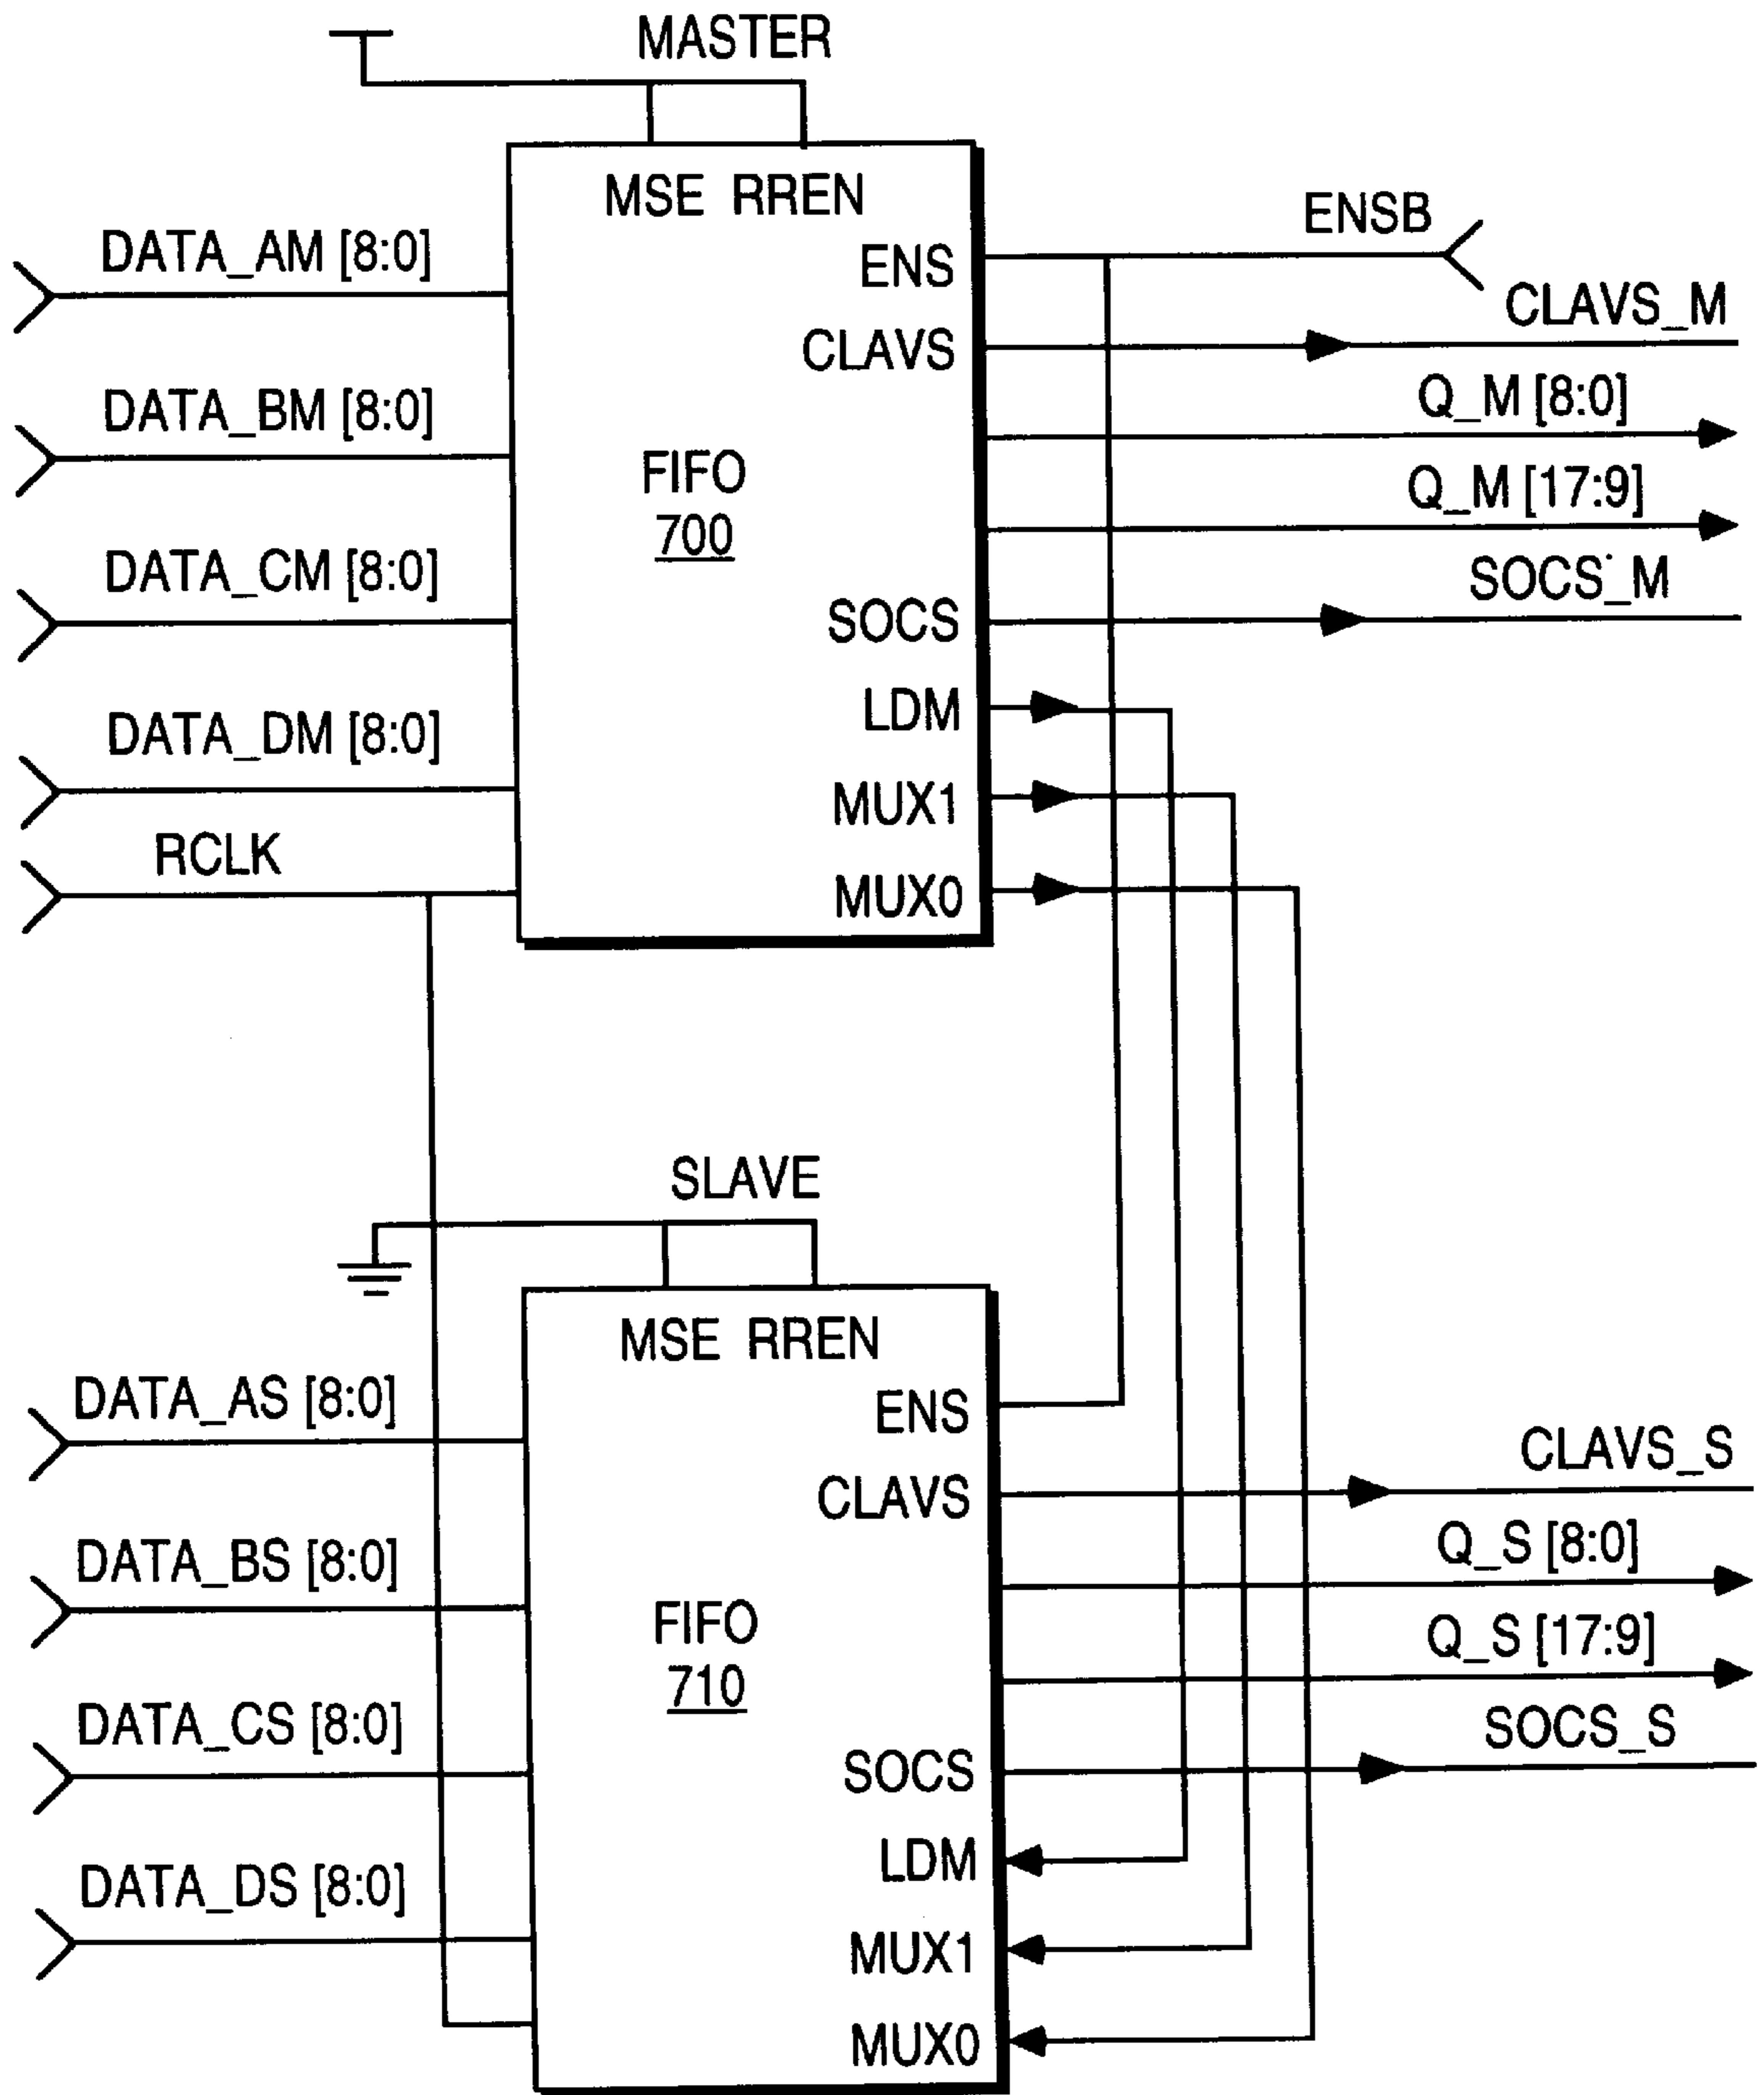 MASTER
MSE RREN
DATA_AM [8:0]
DATA_BM [8:0]
DATA_CM [8:0]
DATA_DM [8:0]
RCLK
FIFO
700
ENS
CLAVS
SOCS
LDM
MUX1
MUX0
ENSB
CLAVS_M
Q_M [8:0]
Q_M [17:9]
SOCS_M
SLAVE
MSE RREN
DATA_AS [8:0]
DATA_BS [8:0]
DATA_CS [8:0]
DATA_DS [8:0]
FIFO
710
ENS
CLAVS
SOCS
LDM
MUX1
MUX0
CLAVS_S
Q_S [8:0]
Q_S [17:9]
SOCS_S